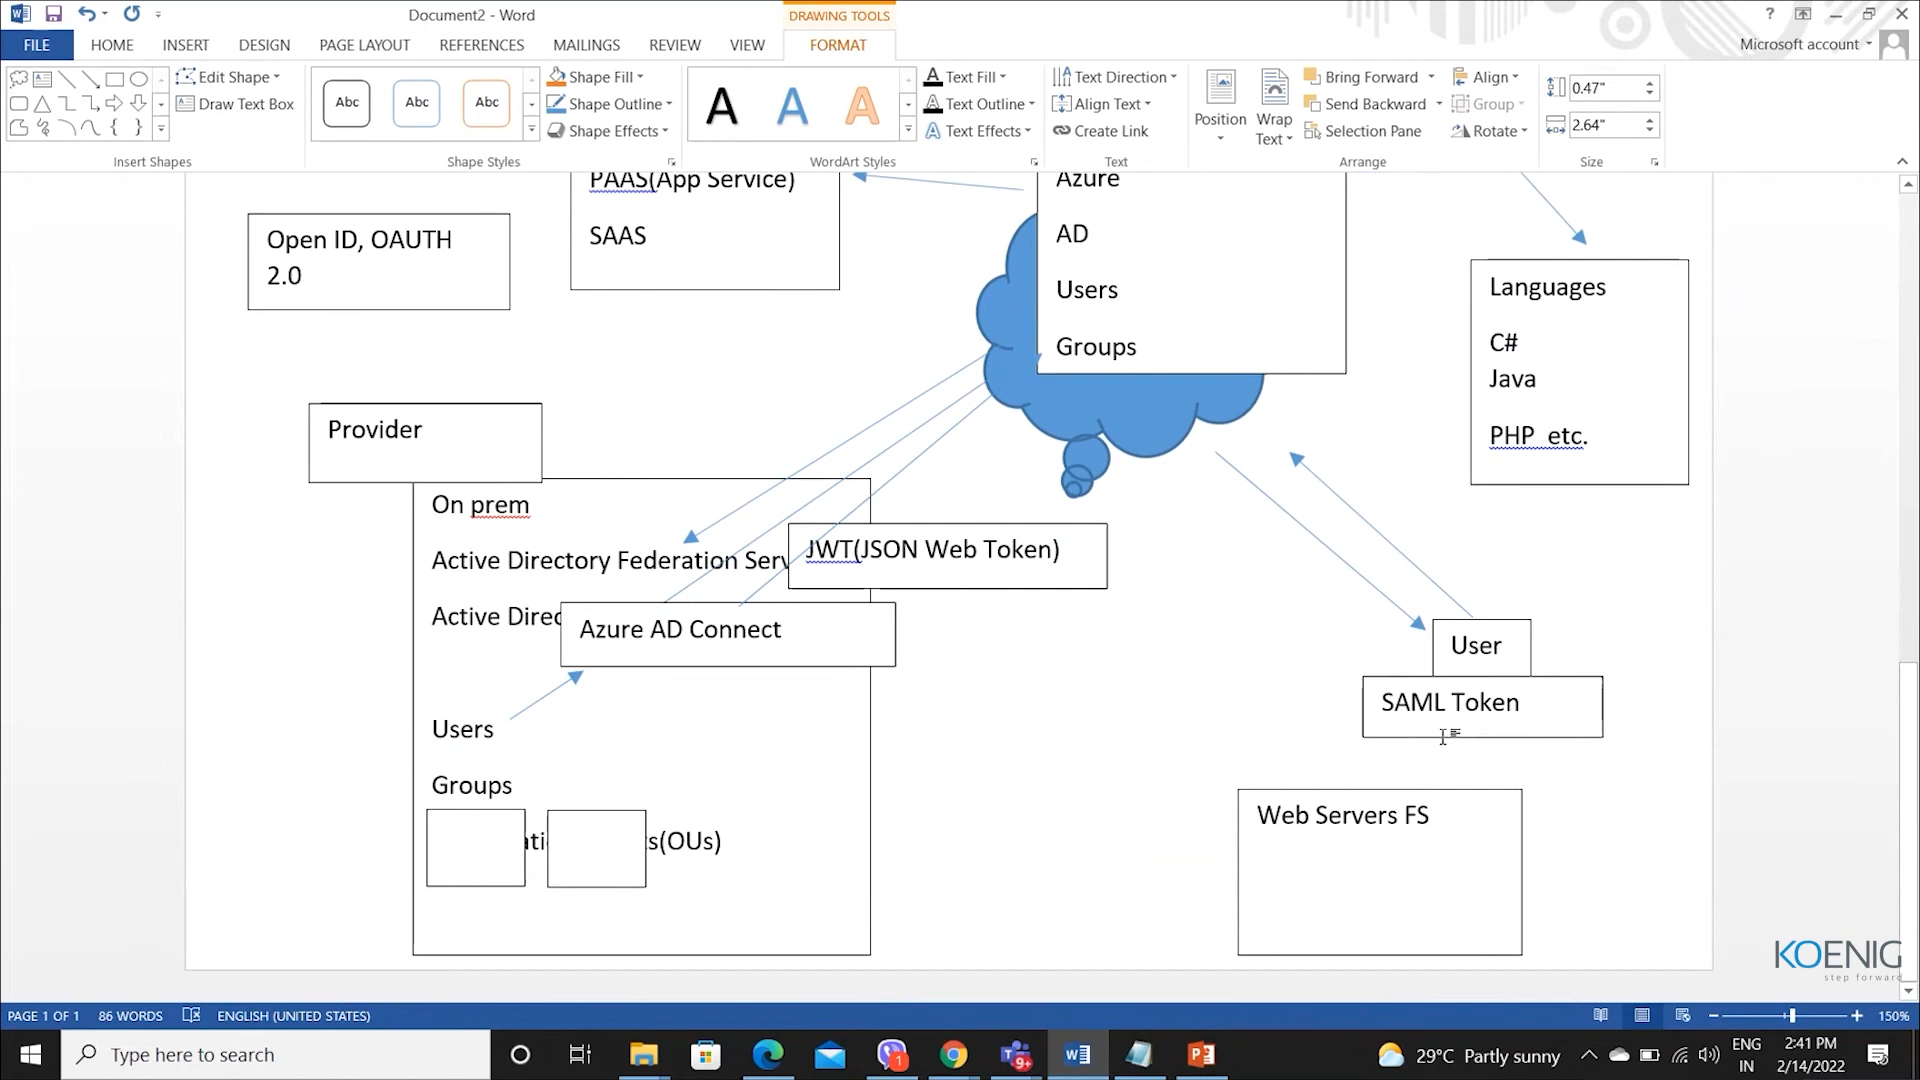 Document2 - Word
DRAWING TOOLS
?
FILE
HOME
INSERT
DESIGN
PAGE LAYOUT
REFERENCES
MAILINGS
REVIEW
VIEW
FORMAT
Microsoft account
Edit Shape
Draw Text Box
Insert Shapes
Abc
Abc
Abc
Shape Fill
Shape Outline
Shape Effects
Shape Styles
A
A
A
Text Fill
Text Outline
Text Effects
WordArt Styles
Text Direction
Align Text
Create Link
Text
Position
Wrap
Text
Bring Forward
Send Backward
Selection Pane
Align
Group
Rotate
Arrange
0.47"
2.64"
Size
PAAS(App Service)
SAAS
Open ID, OAUTH
2.0
Azure
AD
Users
Groups
Languages
C#
Java
PHP etc.
Provider
On prem
Active Directory Federation Serv
JWT(JSON Web Token)
Active Direc
Azure AD Connect
Users
Groups
s(OUs)
User
SAML Token
Web Servers FS
KOENIG
step forward
PAGE 1 OF 1
86 WORDS
ENGLISH (UNITED STATES)
150%
Type here to search
1
9+
29°C Partly sunny
ENG
IN
2:41 PM
2/14/2022